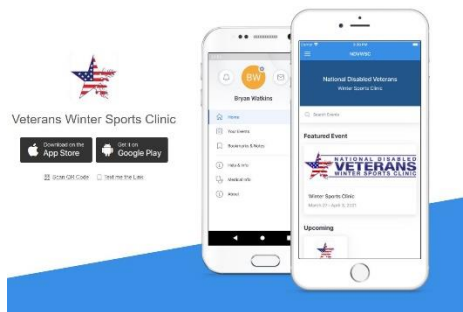 Veterans Winter Sports Clinic
Download on the
App Store
Get it on
Google Play
Scan QR Code
Text me the Link
BW
Bryan Watkins
Home
Your Events
Bookmarks & Notes
Help & Info
Medical Info
About
NDVWSC
National Disabled Veterans
Winter Sports Clinic
Search Events
Featured Event
NATIONAL DISABLED
VETERANS
WINTER SPORTS CLINIC
Winter Sports Clinic
Upcoming